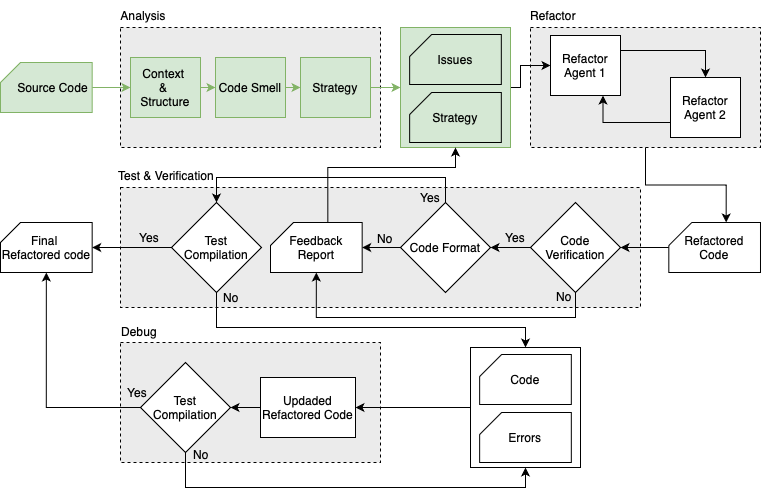 Analysis
Refactor
Source Code
Context
&
Structure
Code Smell
Strategy
Issues
Strategy
Refactor
Agent 1
Refactor
Agent 2
Test & Verification
Yes
Final
Refactored code
Yes
Test
Compilation
Feedback
Report
No
Code Format
Yes
Code
Verification
Refactored
Code
No
No
Debug
Yes
Test
Compilation
Updaded
Refactored Code
Code
Errors
No